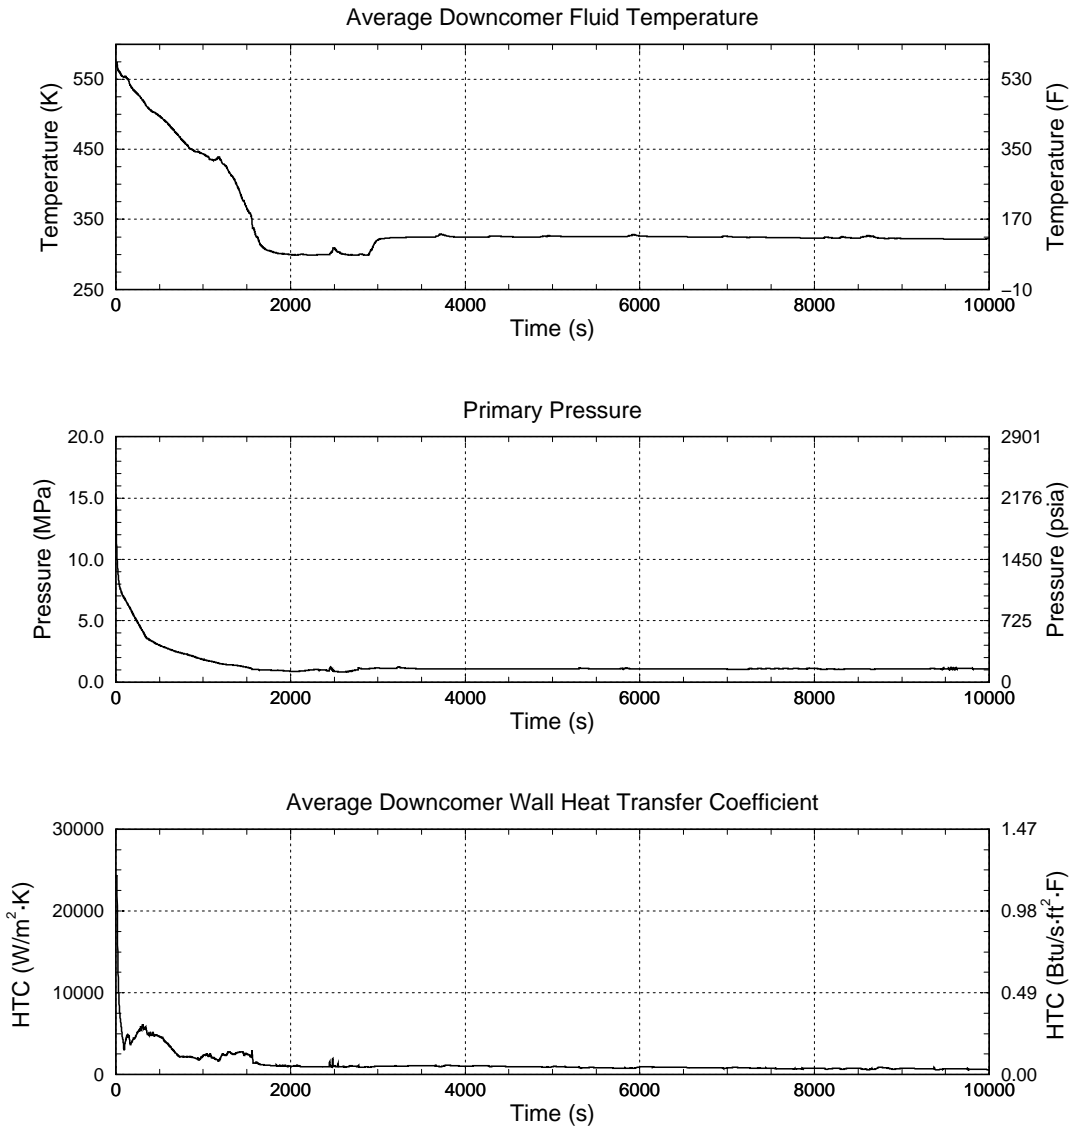 Average Downcomer Fluid Temperature
550
450
350
250
Temperature (K)
530
350
170
−10
Temperature (F)
0 2000 4000 6000 8000 10000
Time (s)
Primary Pressure
20.0
15.0
10.0
5.0
0.0
Pressure (MPa)
2901
2176
1450
725
0
Pressure (psia)
0 2000 4000 6000 8000 10000
Time (s)
Average Downcomer Wall Heat Transfer Coefficient
30000
20000
10000
0
HTC (W/m²·K)
1.47
0.98
0.49
0.00
HTC (Btu/s·ft²·F)
0 2000 4000 6000 8000 10000
Time (s)